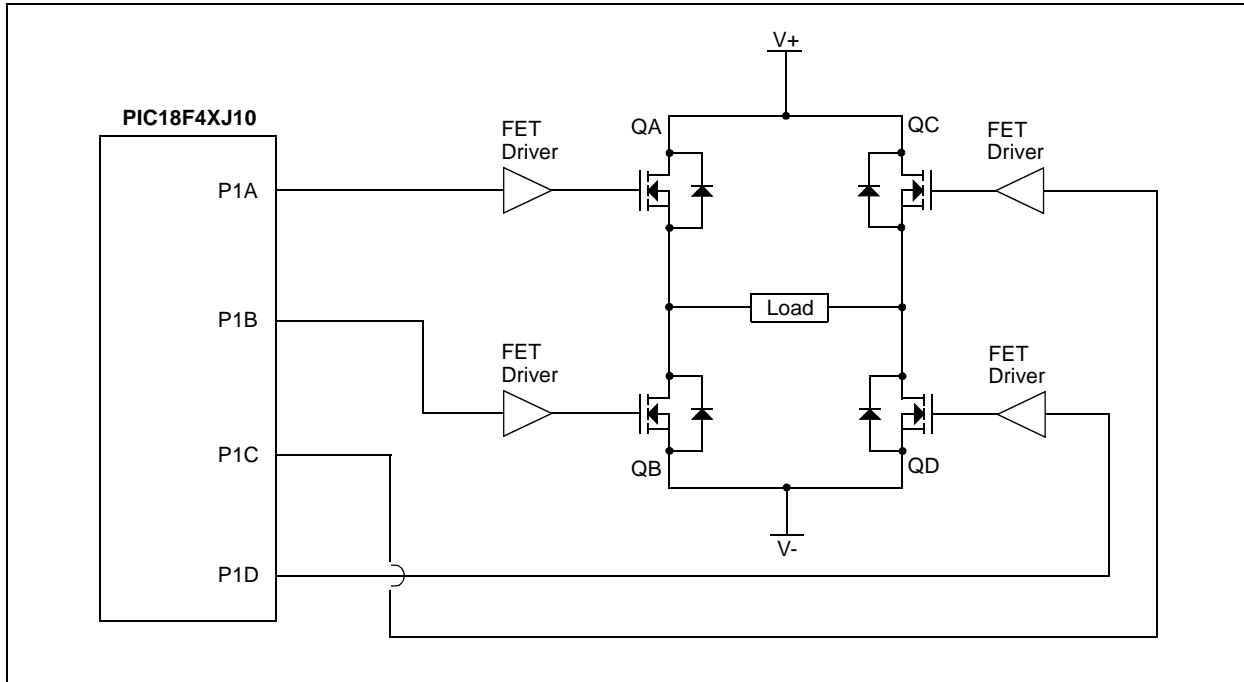 V+
PIC18F4XJ10
QA
QC
FET
Driver
FET
Driver
P1A
P1B
Load
FET
Driver
FET
Driver
P1C
QB
QD
V-
P1D